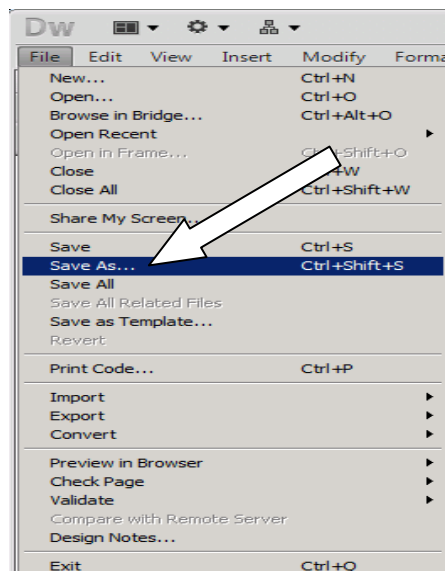 Dw
File Edit View Insert Modify Forma
New... Ctrl+N
Open... Ctrl+O
Browse in Bridge... Ctrl+Alt+O
Open Recent
Open in Frame... Ctrl+Shift+O
Close
Close All Ctrl+Shift+W
Share My Screen...
Save Ctrl+S
Save As... Ctrl+Shift+S
Save All
Save All Related Files
Save as Template...
Revert
Print Code... Ctrl+P
Import
Export
Convert
Preview in Browser
Check Page
Validate
Compare with Remote Server
Design Notes...
Exit Ctrl+Q